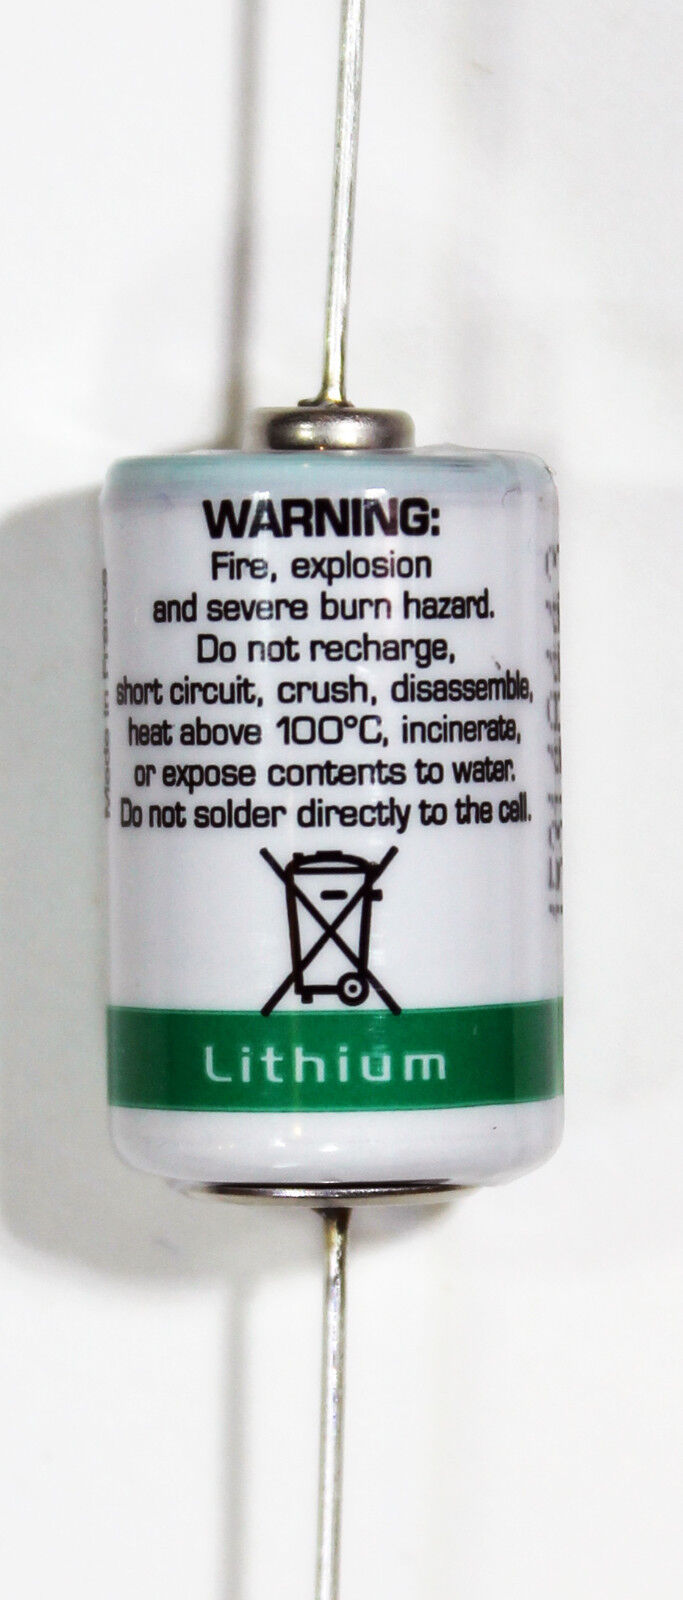 WARNING:
Fire, explosion
and severe burn hazard.
Do not recharge,
short circuit, crush, disassemble,
heat above 100°C, incinerate,
or expose contents to water.
Do not solder directly to the cell.
Lithium
Made in France